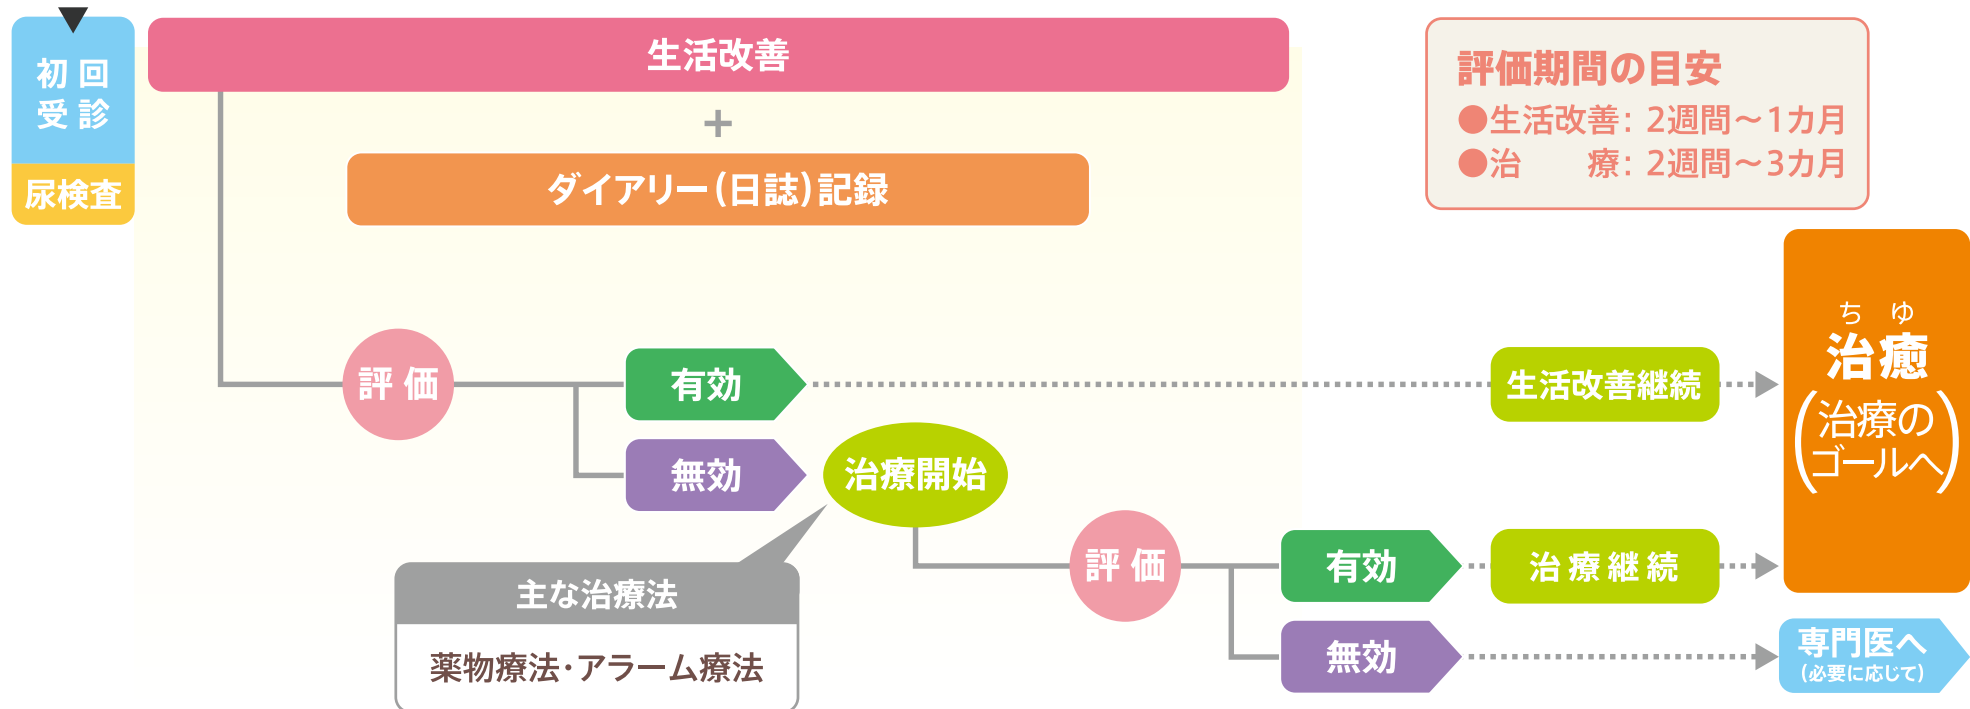 初回
受診
尿検査
生活改善
+
ダイアリー(日誌)記録
評価期間の目安
●生活改善：2週間〜1カ月
●治　　療：2週間〜3カ月
評価
有効
生活改善継続
無効
治療開始
主な治療法
薬物療法・アラーム療法
評価
有効
治療継続
無効
ちゆ
治癒
(治療の
ゴールへ)
専門医へ
(必要に応じて)